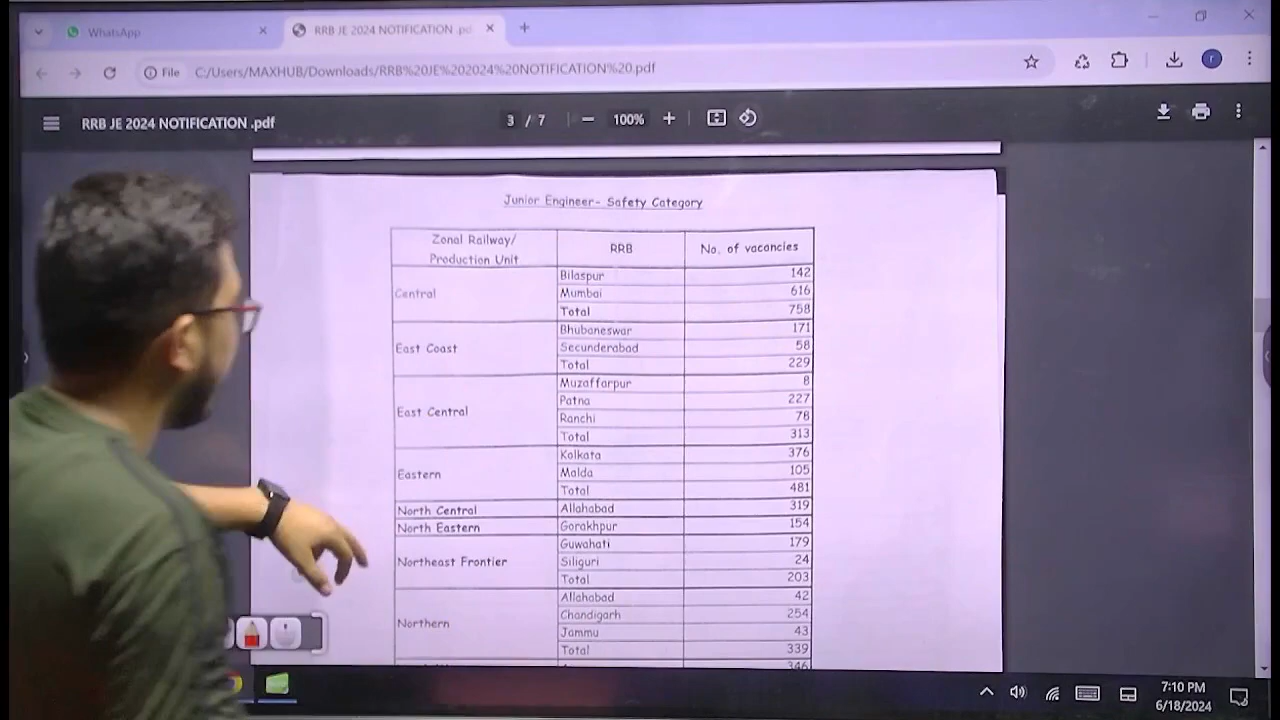 WhatsApp
RRB JE 2024 NOTIFICATION .pd
File C:/Users/MAXHUB/Downloads/RRB%20JE%202024%20NOTIFICATION%20.pdf
RRB JE 2024 NOTIFICATION .pdf
3 / 7
100%
Junior Engineer- Safety Category
Zonal Railway/
Production Unit RRB No. of vacancies
Central Bilaspur 142
Mumbai 616
Total 758
East Coast Bhubaneswar 171
Secunderabad 58
Total 229
East Central Muzaffarpur 8
Patna 227
Ranchi 78
Total 313
Eastern Kolkata 376
Malda 105
Total 481
North Central Allahabad 319
North Eastern Gorakhpur 154
Northeast Frontier Guwahati 179
Siliguri 24
Total 203
Northern Allahabad 42
Chandigarh 254
Jammu 43
Total 339
346
7:10 PM
6/18/2024